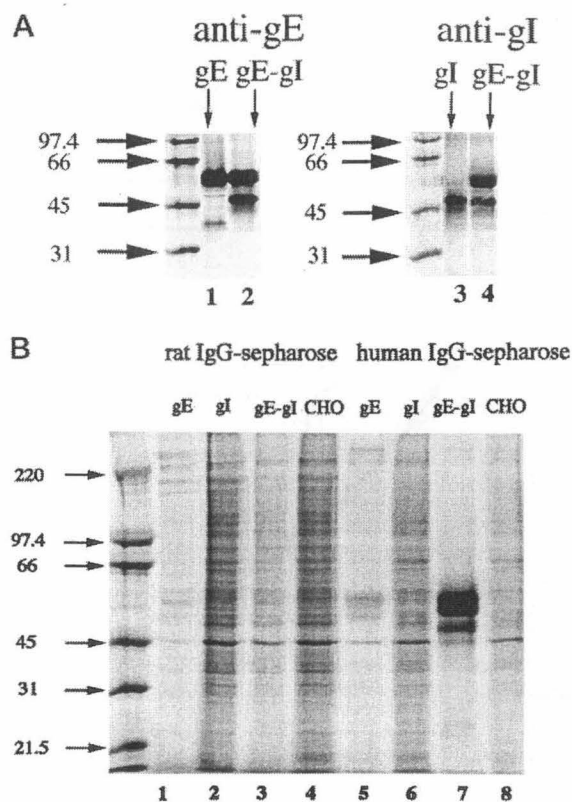 A
anti-gE
anti-gI
gE gE-gI
gI gE-gI
97.4
66
45
31
97.4
66
45
31
1 2
3 4
B
rat IgG-sepharose human IgG-sepharose
gE gI gE-gI CHO gE gI gE-gI CHO
220
97.4
66
45
31
21.5
1 2 3 4 5 6 7 8